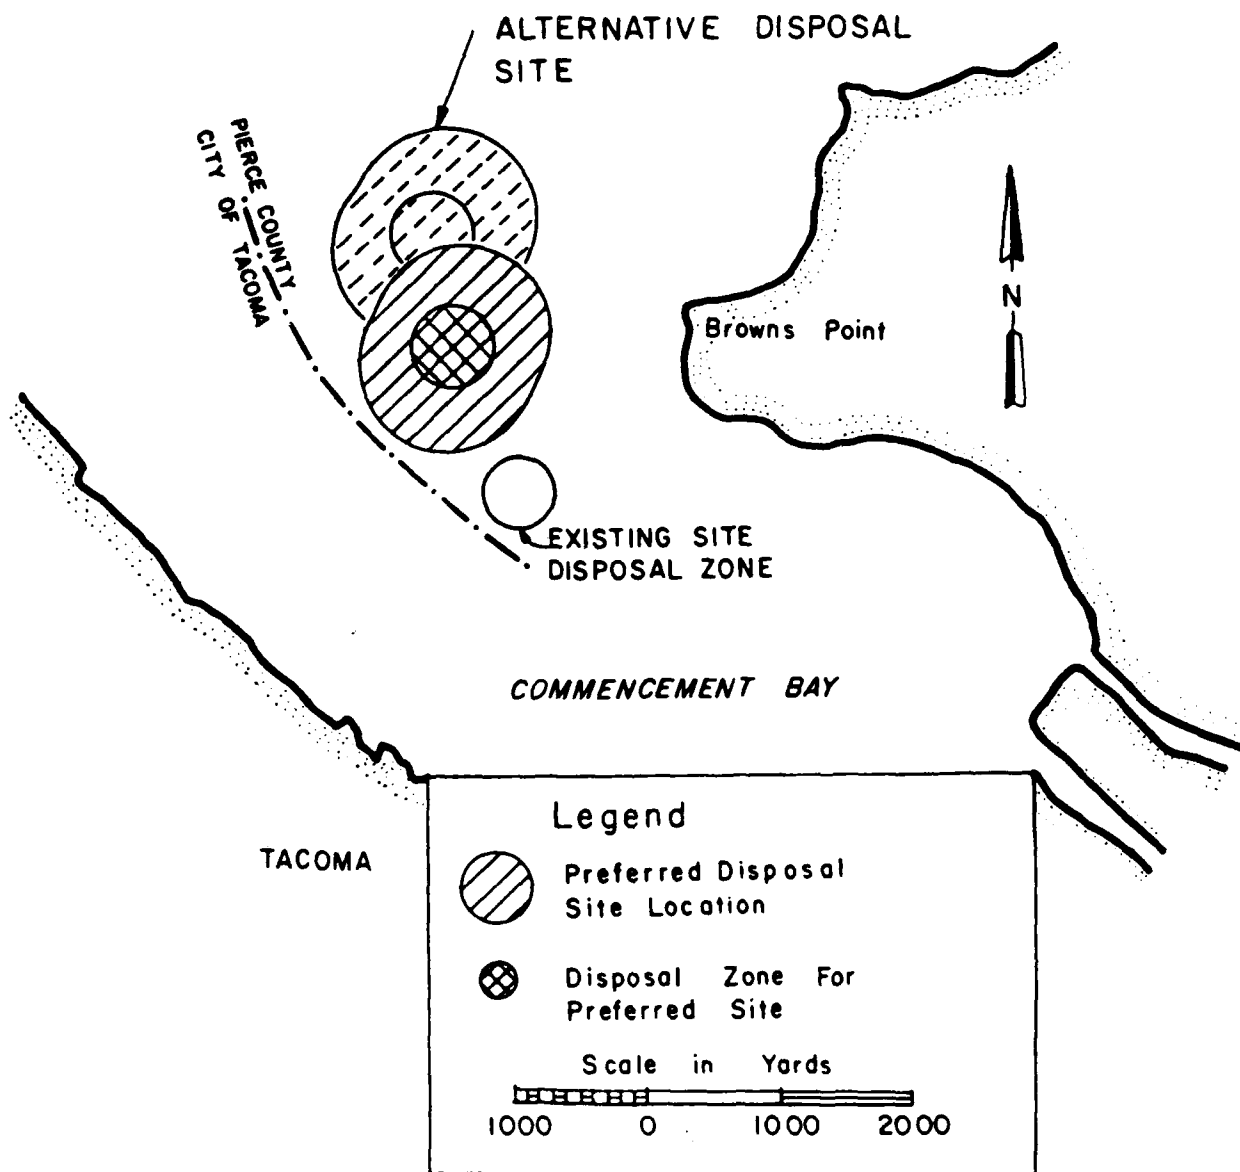 ALTERNATIVE DISPOSAL
SITE
PIERCE COUNTY
CITY OF TACOMA
N
Browns Point
EXISTING SITE
DISPOSAL ZONE
COMMENCEMENT BAY
TACOMA
Legend
Preferred Disposal
Site Location
Disposal Zone For
Preferred Site
Scale in Yards
1000 0 1000 2000